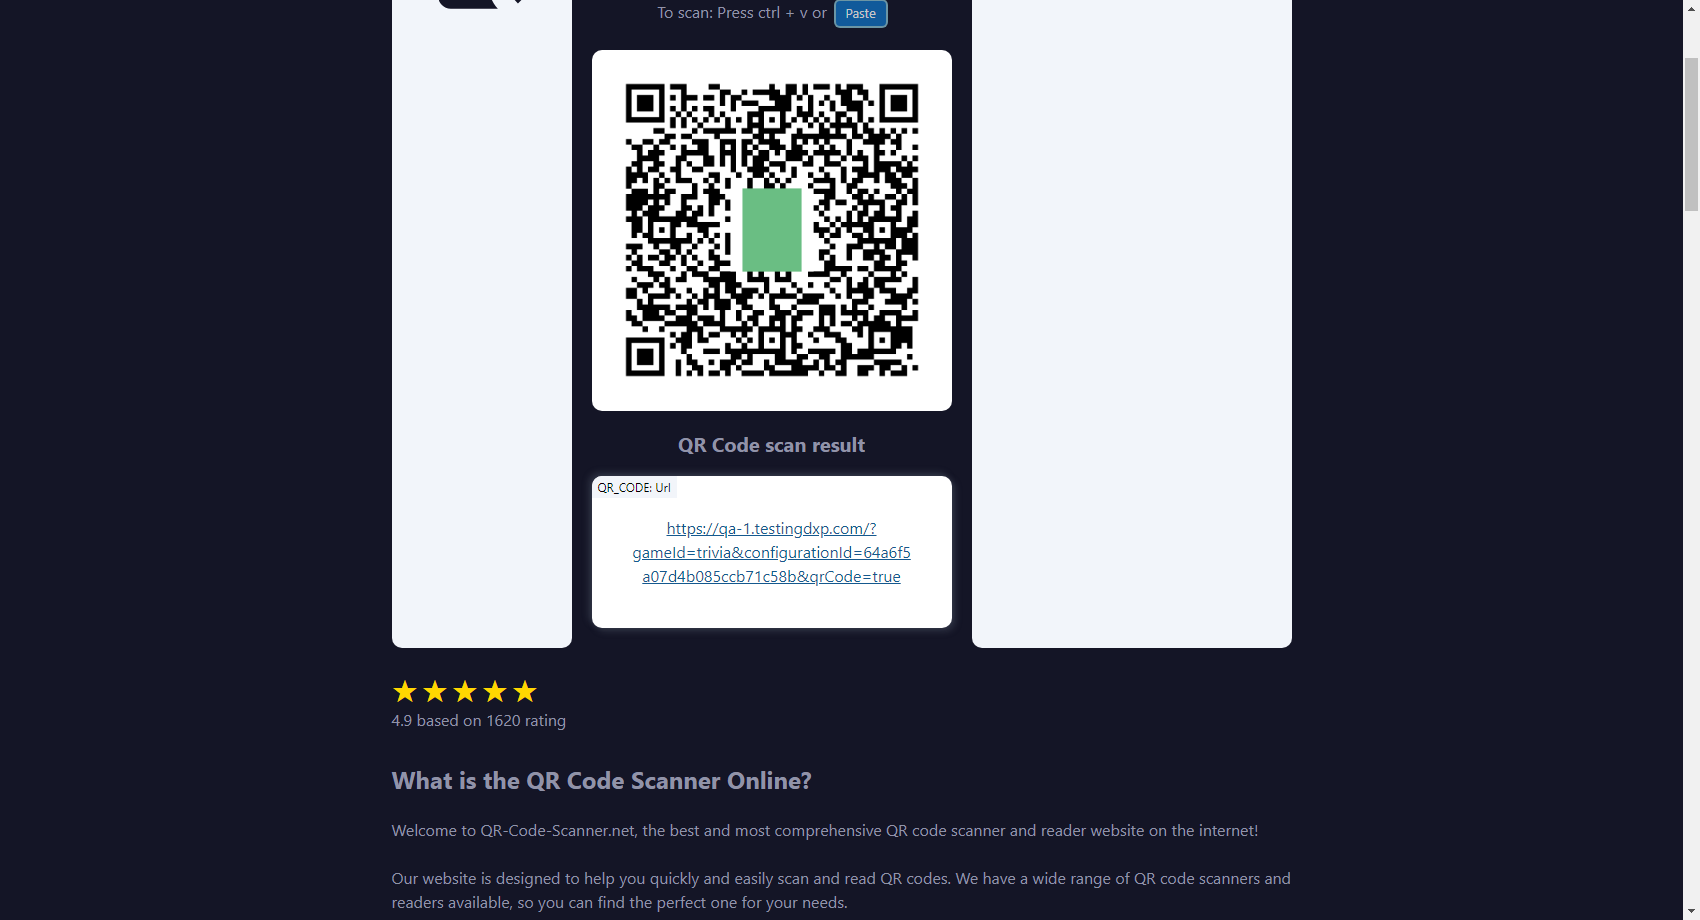 To scan: Press ctrl + v or Paste
QR Code scan result
QR_CODE: Url
https://qa-1.testingdxp.com/?
gameId=trivia&configurationId=64a6f5
a07d4b085ccb71c58b&qrCode=true
4.9 based on 1620 rating
What is the QR Code Scanner Online?
Welcome to QR-Code-Scanner.net, the best and most comprehensive QR code scanner and reader website on the internet!
Our website is designed to help you quickly and easily scan and read QR codes. We have a wide range of QR code scanners and
readers available, so you can find the perfect one for your needs.